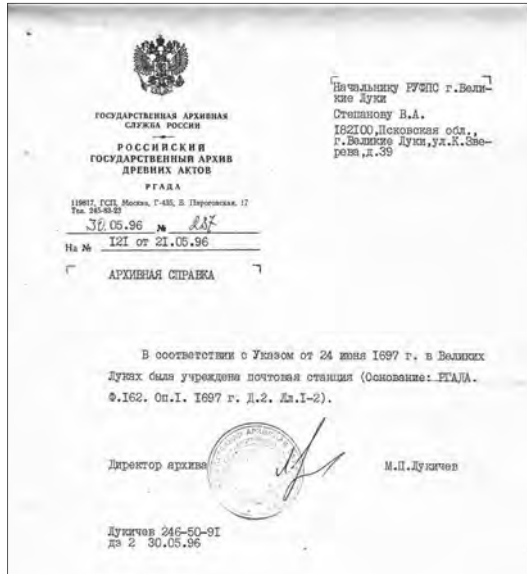 ГОСУДАРСТВЕННАЯ АРХИВНАЯ
СЛУЖБА РОССИИ
РОССИЙСКИЙ
ГОСУДАРСТВЕННЫЙ АРХИВ
ДРЕВНИХ АКТОВ
РГАДА
119817, ГСП, Москва, Г-435, Б. Пироговская, 17
Тел. 245-83-23
30.05.96 № 237
На № 121 от 21.05.96
АРХИВНАЯ СПРАВКА
Начальнику РУФПС г.Вели-
кие Луки
Степанову В.А.
182100,Псковская обл.,
г.Великие Луки,ул.К.Зве-
рева,д.39
В соответствии с Указом от 24 июня 1697 г. в Великих
Луках была учреждена почтовая станция (Основание: РГАДА.
Ф.162. Оп.1. 1697 г. Д.2. Лл.1-2).
Директор архива М.П.Лукичев
Лукичев 246-50-91
дз 2 30.05.96